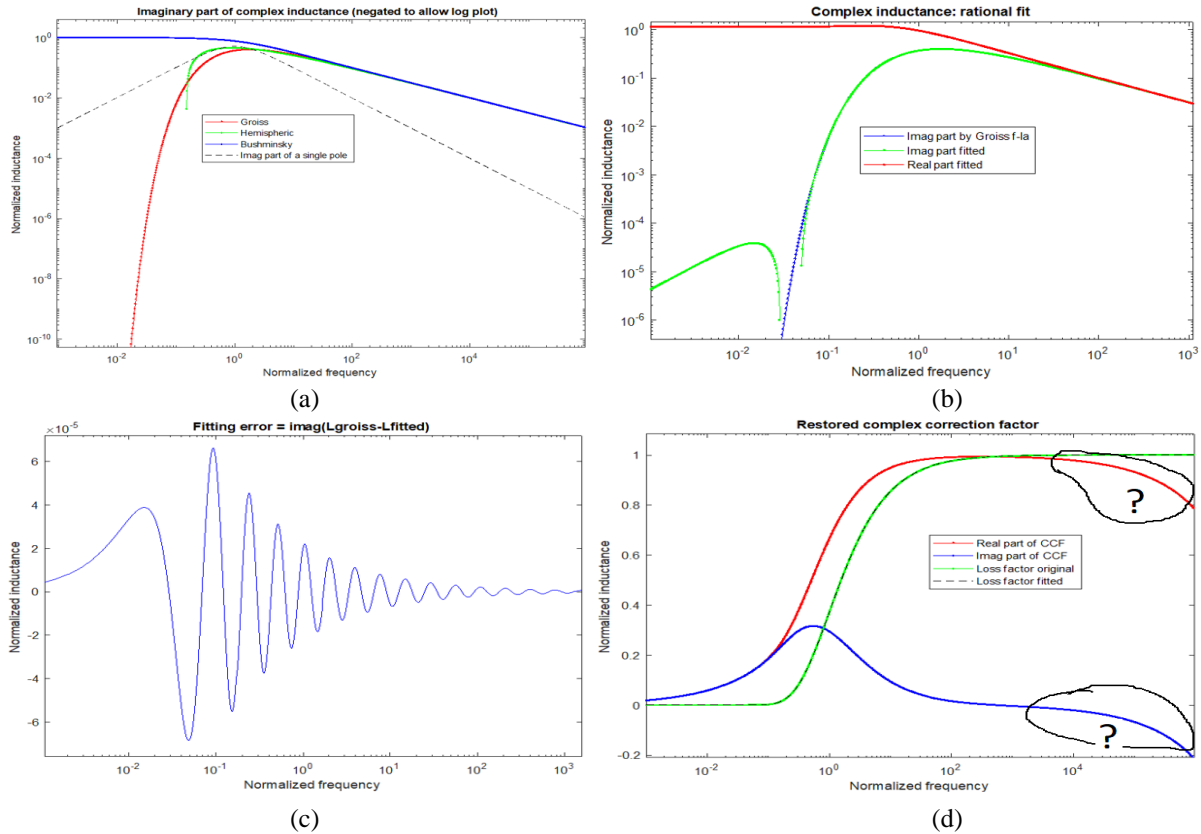 Imaginary part of complex inductance (negated to allow log plot)
Normalized inductance
10^0
10^-2
10^-4
10^-6
10^-8
10^-10
Groiss
Hemispheric
Bushminsky
Imag part of a single pole
10^-2
10^0
10^2
10^4
Normalized frequency
(a)
Complex inductance: rational fit
Normalized inductance
10^0
10^-1
10^-2
10^-3
10^-4
10^-5
10^-6
Imag part by Groiss f-la
Imag part fitted
Real part fitted
10^-2
10^-1
10^0
10^1
10^2
10^3
Normalized frequency
(b)
Fitting error = imag(Lgroiss-Lfitted)
×10^-5
Normalized inductance
6
4
2
0
-2
-4
-6
10^-2
10^-1
10^0
10^1
10^2
10^3
Normalized frequency
(c)
Restored complex correction factor
Normalized inductance
1
0.8
0.6
0.4
0.2
0
-0.2
?
Real part of CCF
Imag part of CCF
Loss factor original
Loss factor fitted
?
10^-2
10^0
10^2
10^4
Normalized frequency
(d)